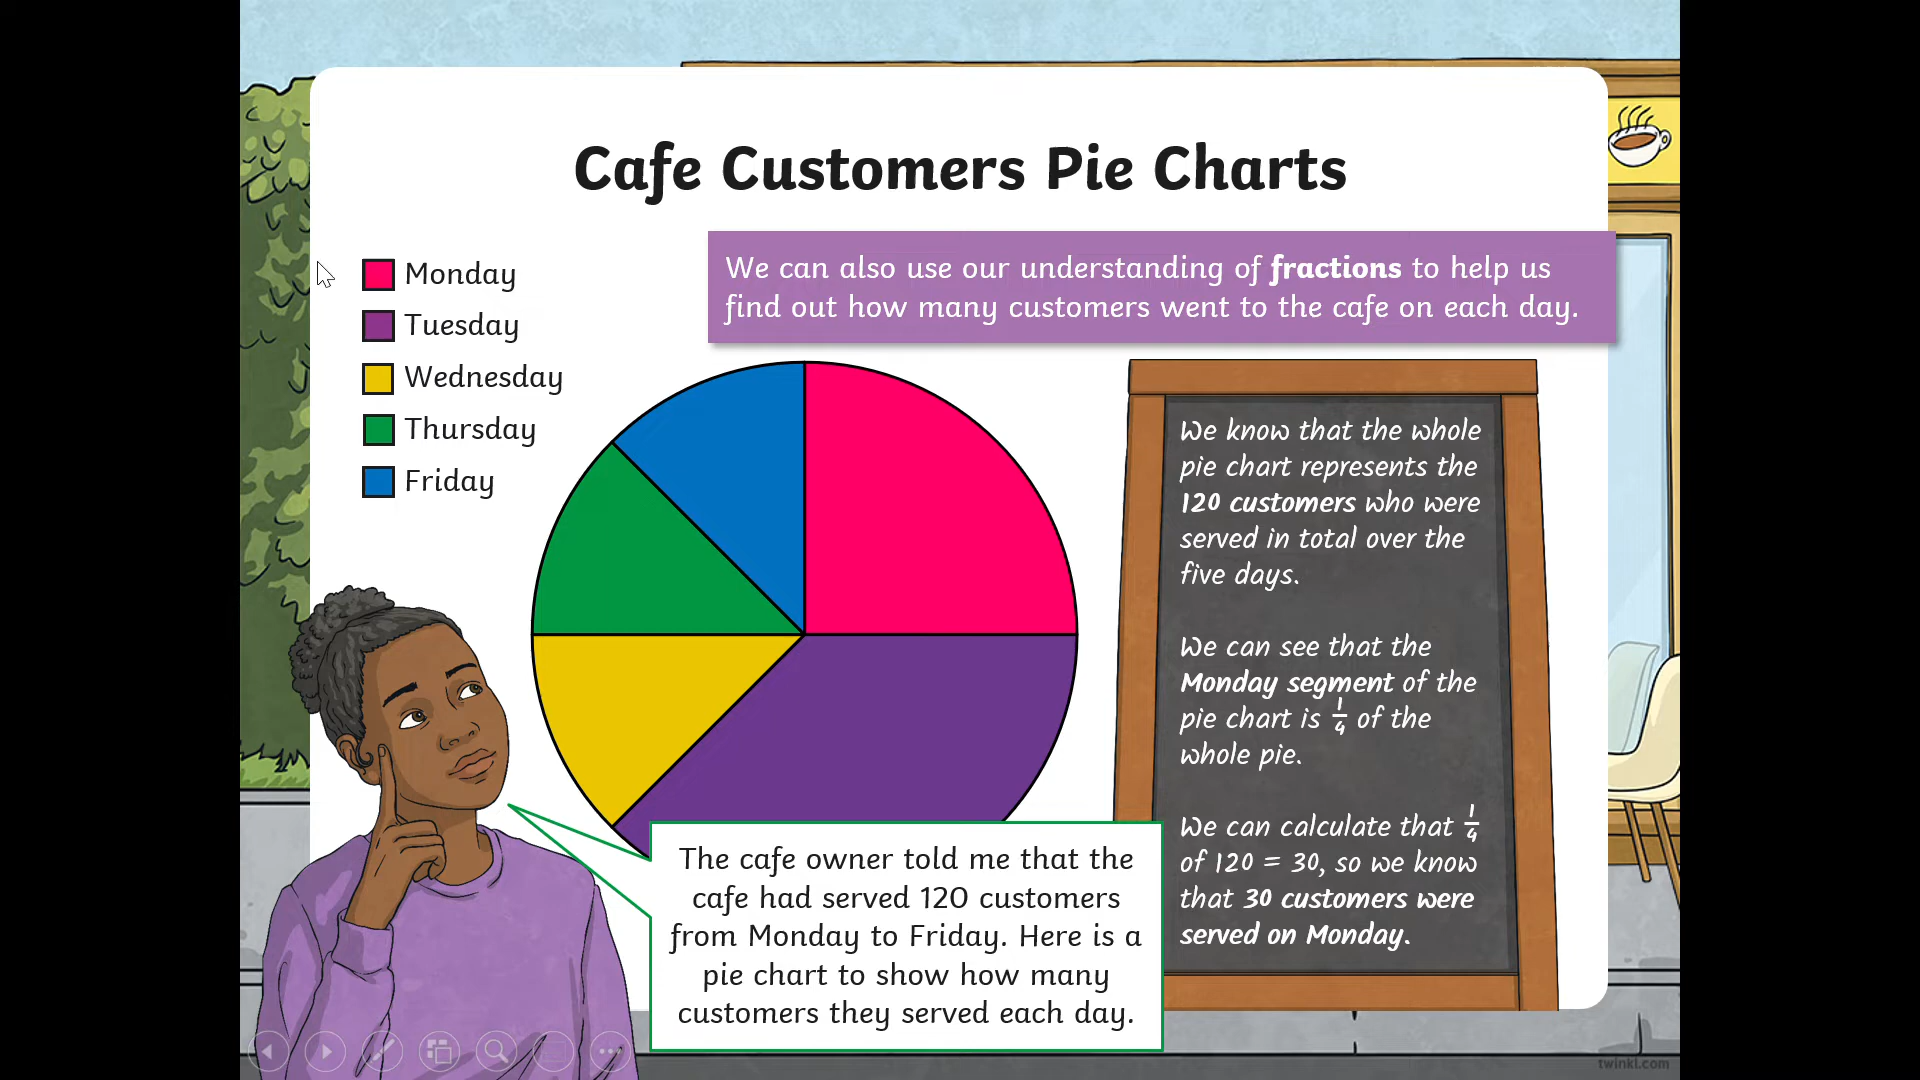 Cafe Customers Pie Charts
Monday
Tuesday
Wednesday
Thursday
Friday
We can also use our understanding of fractions to help us
find out how many customers went to the cafe on each day.
We know that the whole
pie chart represents the
120 customers who were
served in total over the
five days.
We can see that the
Monday segment of the
pie chart is 1/4 of the
whole pie.
We can calculate that 1/4
of 120 = 30, so we know
that 30 customers were
served on Monday.
The cafe owner told me that the
cafe had served 120 customers
from Monday to Friday. Here is a
pie chart to show how many
customers they served each day.
twinkl.com